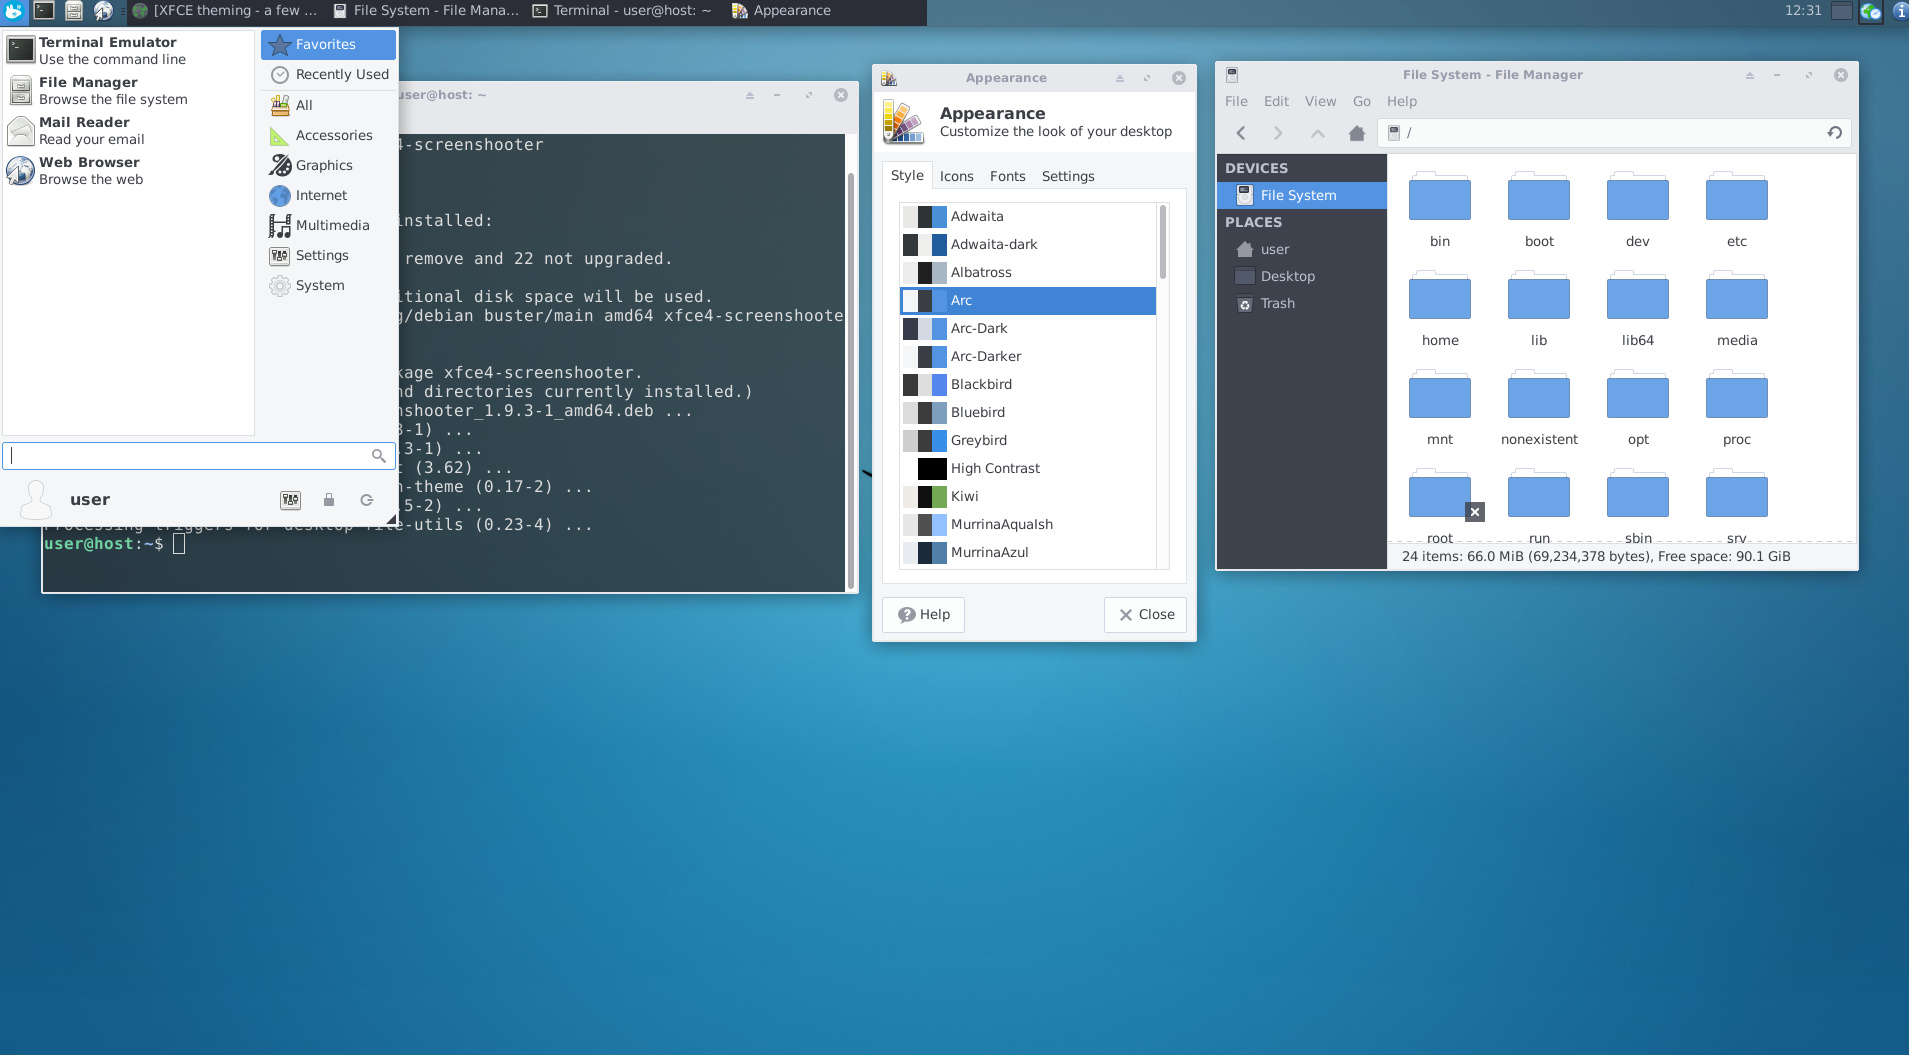 [XFCE theming - a few ...
File System - File Mana...
Terminal - user@host: ~
Appearance
12:31
Terminal Emulator
Use the command line
File Manager
Browse the file system
Mail Reader
Read your email
Web Browser
Browse the web
Favorites
Recently Used
All
Accessories
Graphics
Internet
Multimedia
Settings
System
user
user@host: ~
4-screenshooter
installed:
remove and 22 not upgraded.
itional disk space will be used.
g/debian buster/main amd64 xfce4-screenshoote
kage xfce4-screenshooter.
nd directories currently installed.)
nshooter_1.9.3-1_amd64.deb ...
3-1) ...
.3-1) ...
(3.62) ...
n-theme (0.17-2) ...
.5-2) ...
Processing triggers for desktop-file-utils (0.23-4) ...
user@host:~$
Appearance
Appearance
Customize the look of your desktop
Style Icons Fonts Settings
Adwaita
Adwaita-dark
Albatross
Arc
Arc-Dark
Arc-Darker
Blackbird
Bluebird
Greybird
High Contrast
Kiwi
MurrinaAquaIsh
MurrinaAzul
Help
Close
File System - File Manager
File Edit View Go Help
/
DEVICES
File System
PLACES
user
Desktop
Trash
bin boot dev etc
home lib lib64 media
mnt nonexistent opt proc
root run sbin srv
24 items: 66.0 MiB (69,234,378 bytes), Free space: 90.1 GiB